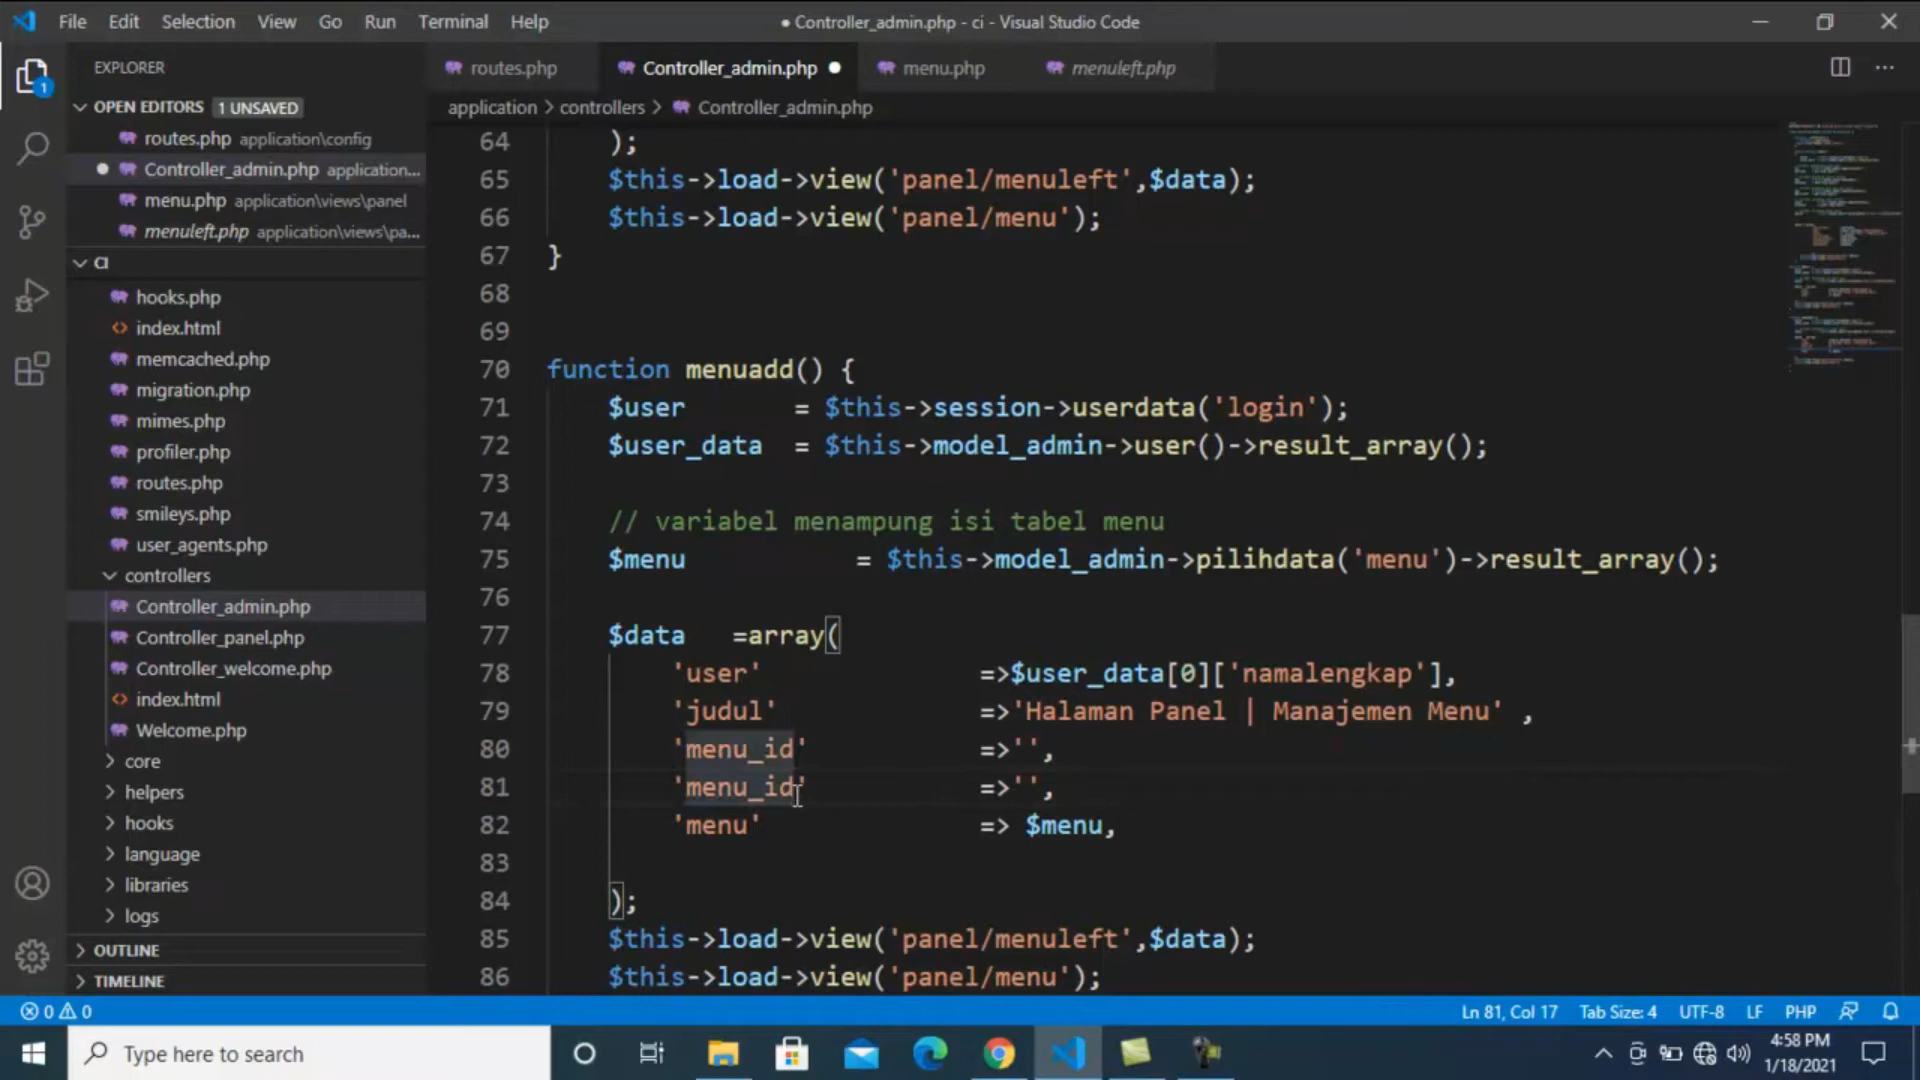 File Edit Selection View Go Run Terminal Help
● Controller_admin.php - ci - Visual Studio Code
EXPLORER
OPEN EDITORS 1 UNSAVED
routes.php application\config
Controller_admin.php application...
menu.php application\views\panel
menuleft.php application\views\pa...
CI
hooks.php
index.html
memcached.php
migration.php
mimes.php
profiler.php
routes.php
smileys.php
user_agents.php
controllers
Controller_admin.php
Controller_panel.php
Controller_welcome.php
index.html
Welcome.php
core
helpers
hooks
language
libraries
logs
OUTLINE
TIMELINE
1
routes.php Controller_admin.php ● menu.php menuleft.php
application > controllers > Controller_admin.php
64 );
65 $this->load->view('panel/menuleft',$data);
66 $this->load->view('panel/menu');
67 }
68
69
70 function menuadd() {
71 $user = $this->session->userdata('login');
72 $user_data = $this->model_admin->user()->result_array();
73
74 // variabel menampung isi tabel menu
75 $menu = $this->model_admin->pilihdata('menu')->result_array();
76
77 $data =array(
78 'user' =>$user_data[0]['namalengkap'],
79 'judul' =>'Halaman Panel | Manajemen Menu' ,
80 'menu_id' =>'',
81 'menu_id' =>'',
82 'menu' => $menu,
83
84 );
85 $this->load->view('panel/menuleft',$data);
86 $this->load->view('panel/menu');
0 0
Ln 81, Col 17 Tab Size: 4 UTF-8 LF PHP
Type here to search
4:58 PM
1/18/2021